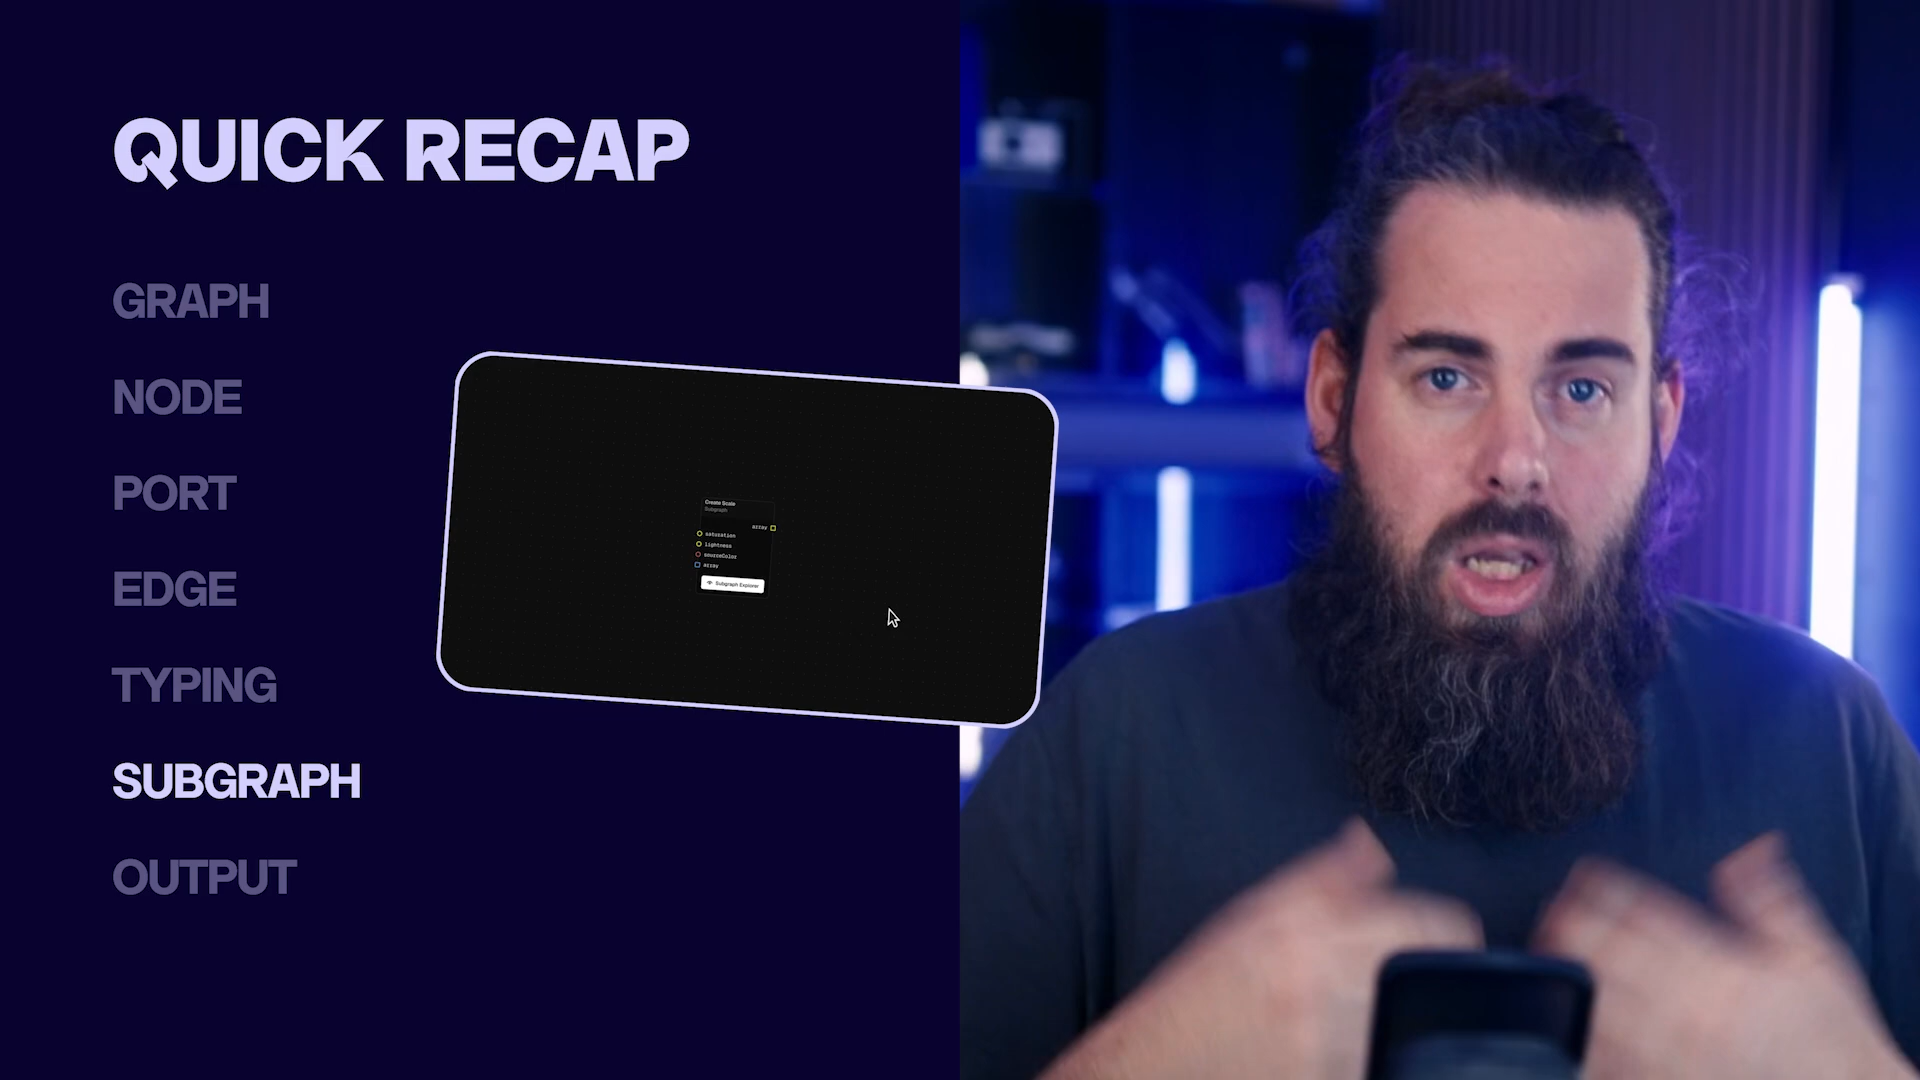 QUICK RECAP
GRAPH
NODE
PORT
EDGE
TYPING
SUBGRAPH
OUTPUT
Create Scale
Subgraph
array
saturation
lightness
sourceColor
array
Subgraph Explorer